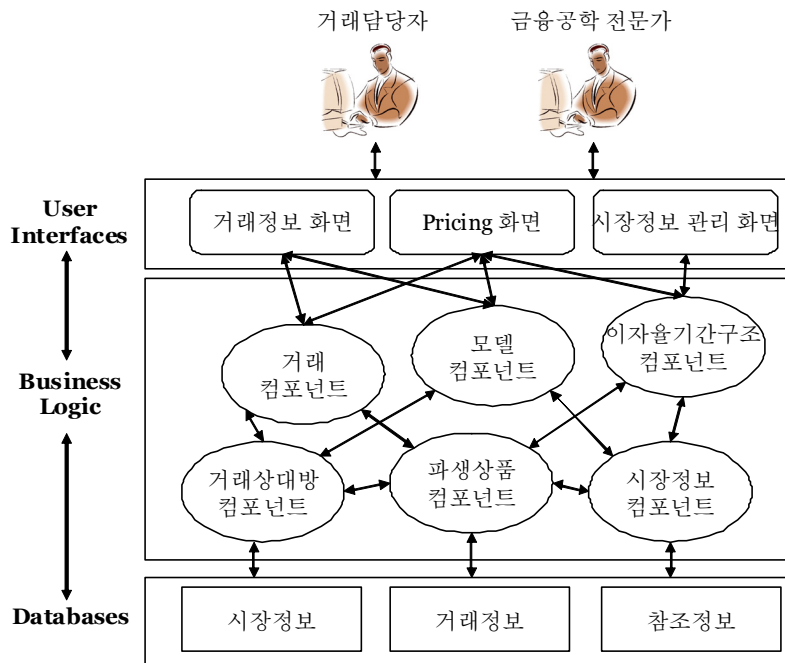 거래담당자
금융공학 전문가
User
Interfaces
거래정보 화면
Pricing 화면
시장정보 관리 화면
Business
Logic
거래
컴포넌트
모델
컴포넌트
이자율기간구조
컴포넌트
거래상대방
컴포넌트
파생상품
컴포넌트
시장정보
컴포넌트
Databases
시장정보
거래정보
참조정보